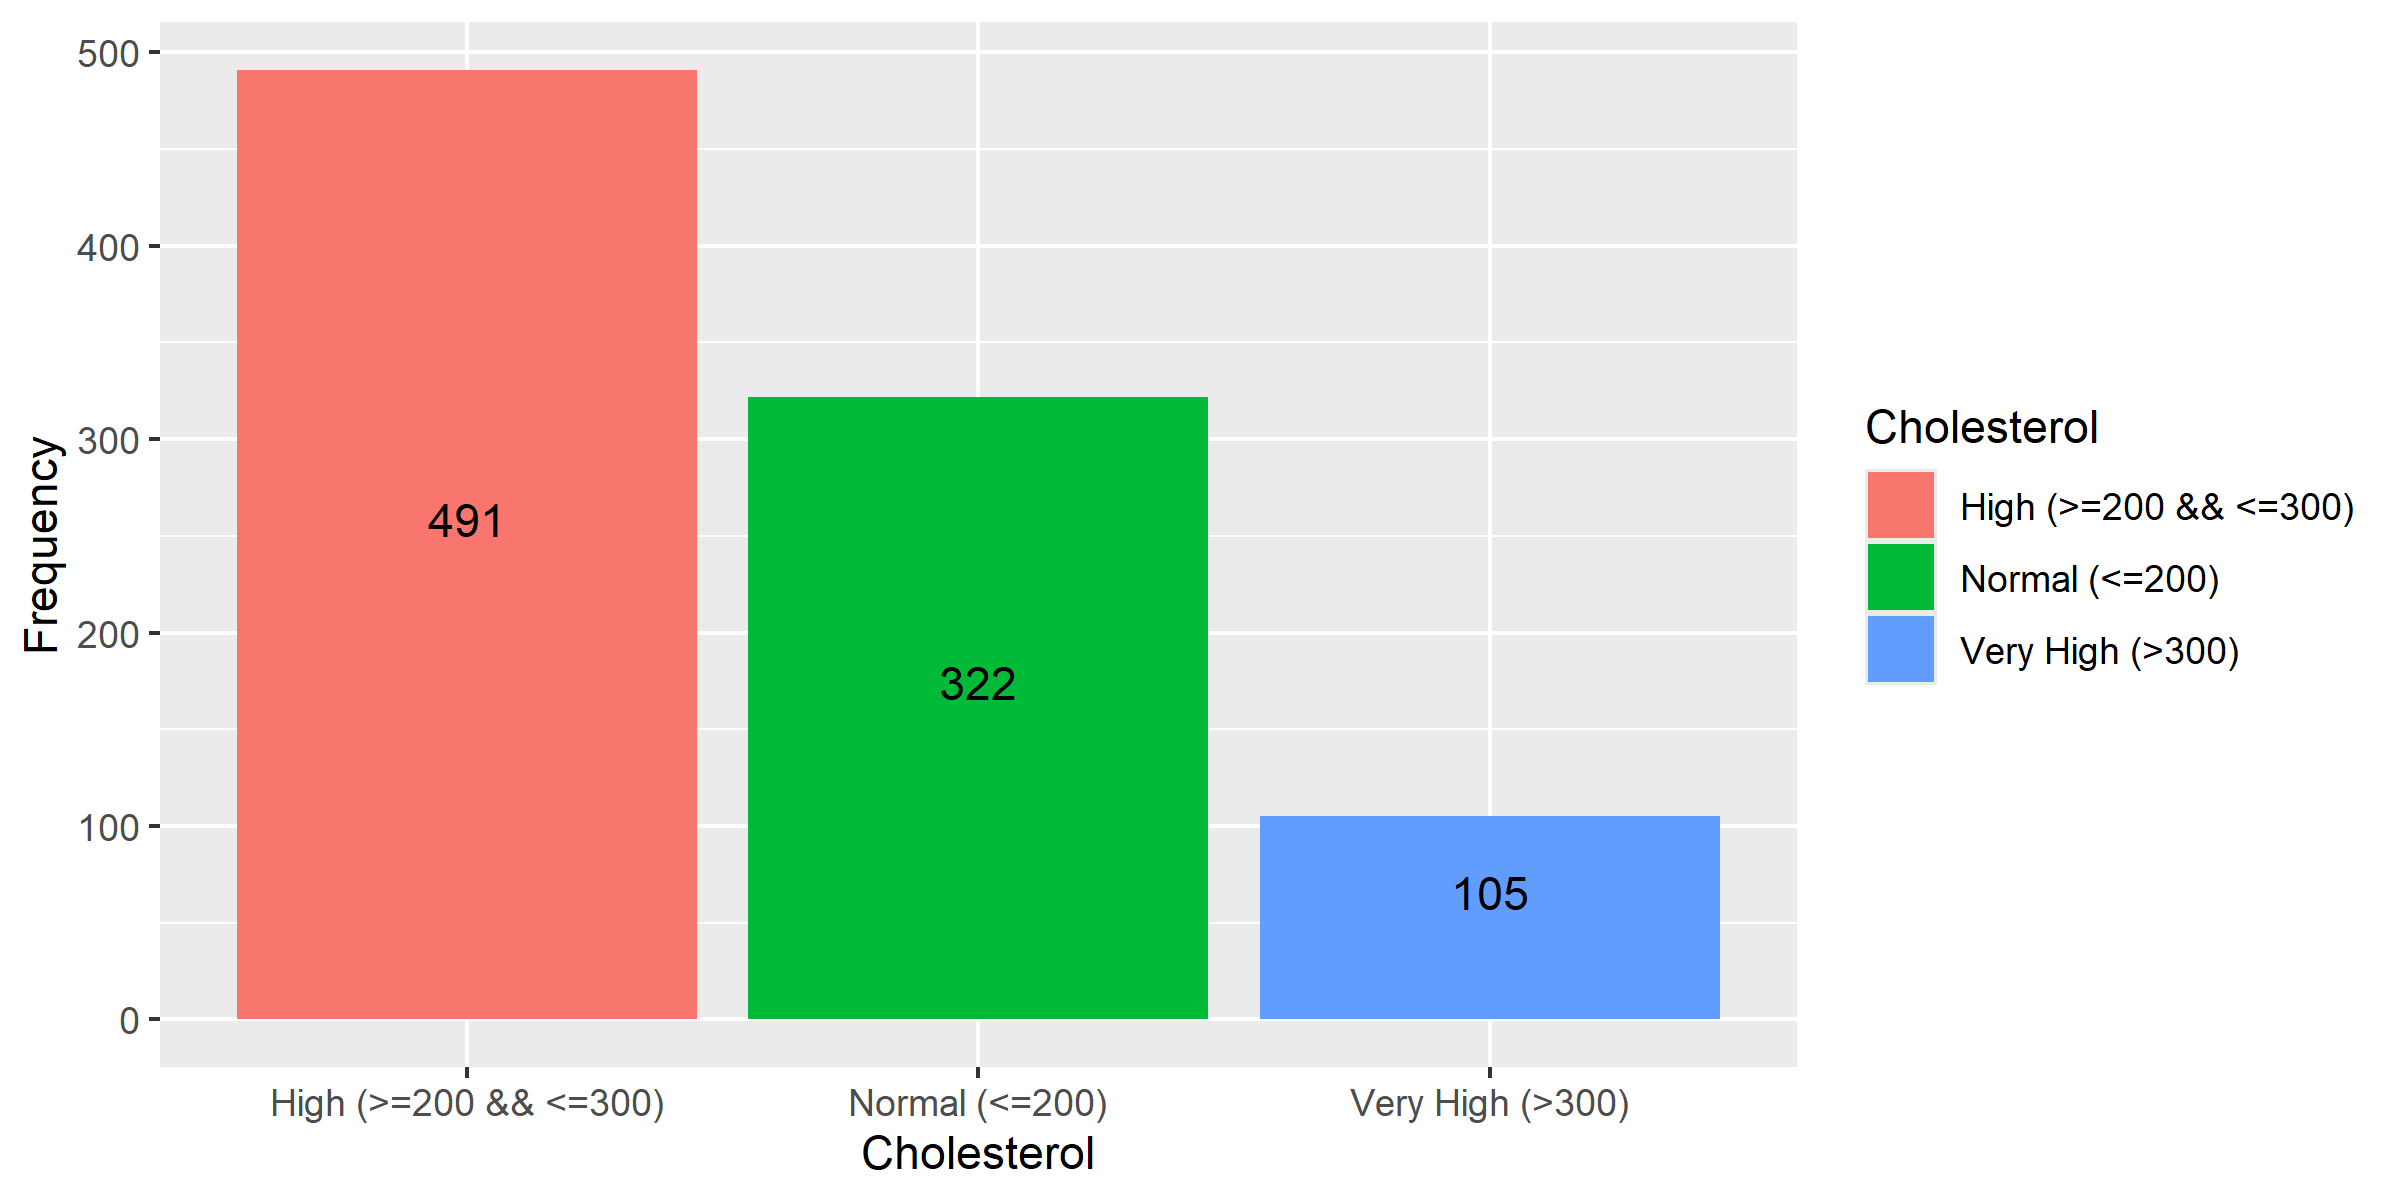 500
400
300
200
100
0
Frequency
491
322
105
High (>=200 && <=300)
Normal (<=200)
Very High (>300)
Cholesterol
Cholesterol
High (>=200 && <=300)
Normal (<=200)
Very High (>300)